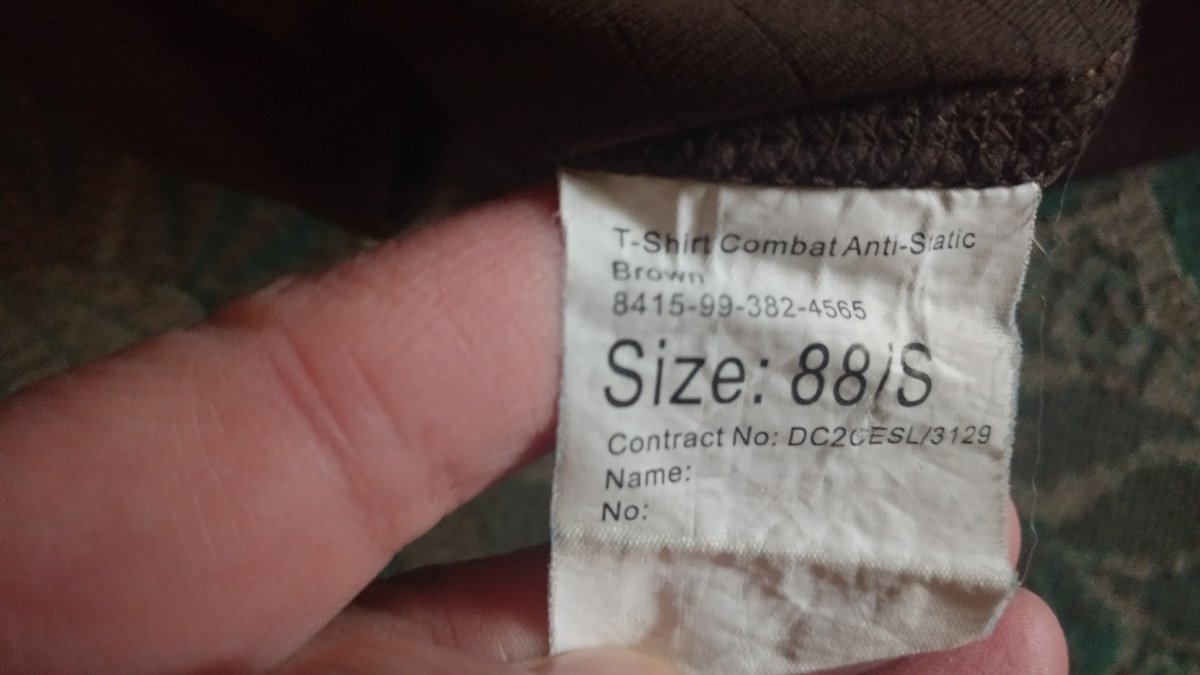 T-Shirt Combat Anti-Static
Brown
8415-99-382-4565
Size: 88/S
Contract No: DC2CESL/3129
Name:
No: